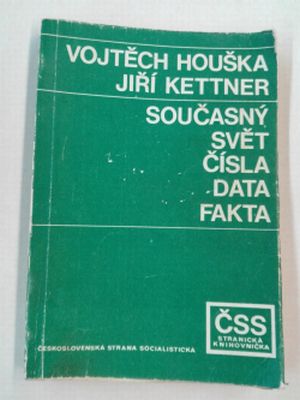 VOJTĚCH HOUŠKA
JIŘÍ KETTNER
SOUČASNÝ
SVĚT
ČÍSLA
DATA
FAKTA
ČSS
STRANICKÁ
KNIHOVNIČKA
ČESKOSLOVENSKÁ STRANA SOCIALISTICKÁ